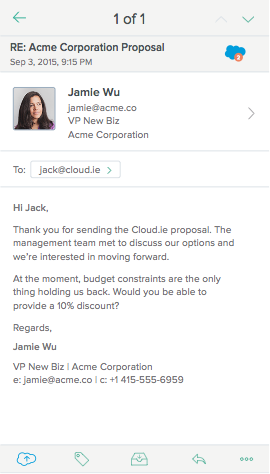 1 of 1
RE: Acme Corporation Proposal
Sep 3, 2015, 9:15 PM
3
Jamie Wu
jamie@acme.co
VP New Biz
Acme Corporation
To: jack@cloud.ie
Hi Jack,
Thank you for sending the Cloud.ie proposal. The
management team met to discuss our options and
we're interested in moving forward.
At the moment, budget constraints are the only
thing holding us back. Would you be able to
provide a 10% discount?
Regards,
Jamie Wu
VP New Biz | Acme Corporation
e: jamie@acme.co | c: +1 415-555-6959